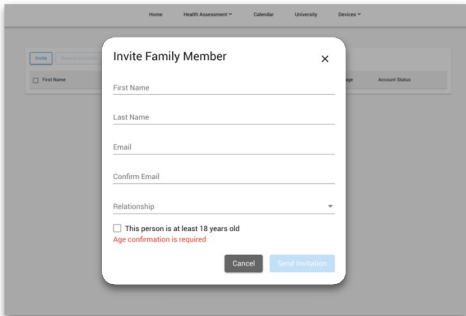 Home Health Assessment Calendar University Devices
Invite
First Name Account Status
Invite Family Member
First Name
Last Name
Email
Confirm Email
Relationship
This person is at least 18 years old
Age confirmation is required
Cancel Send Invitation